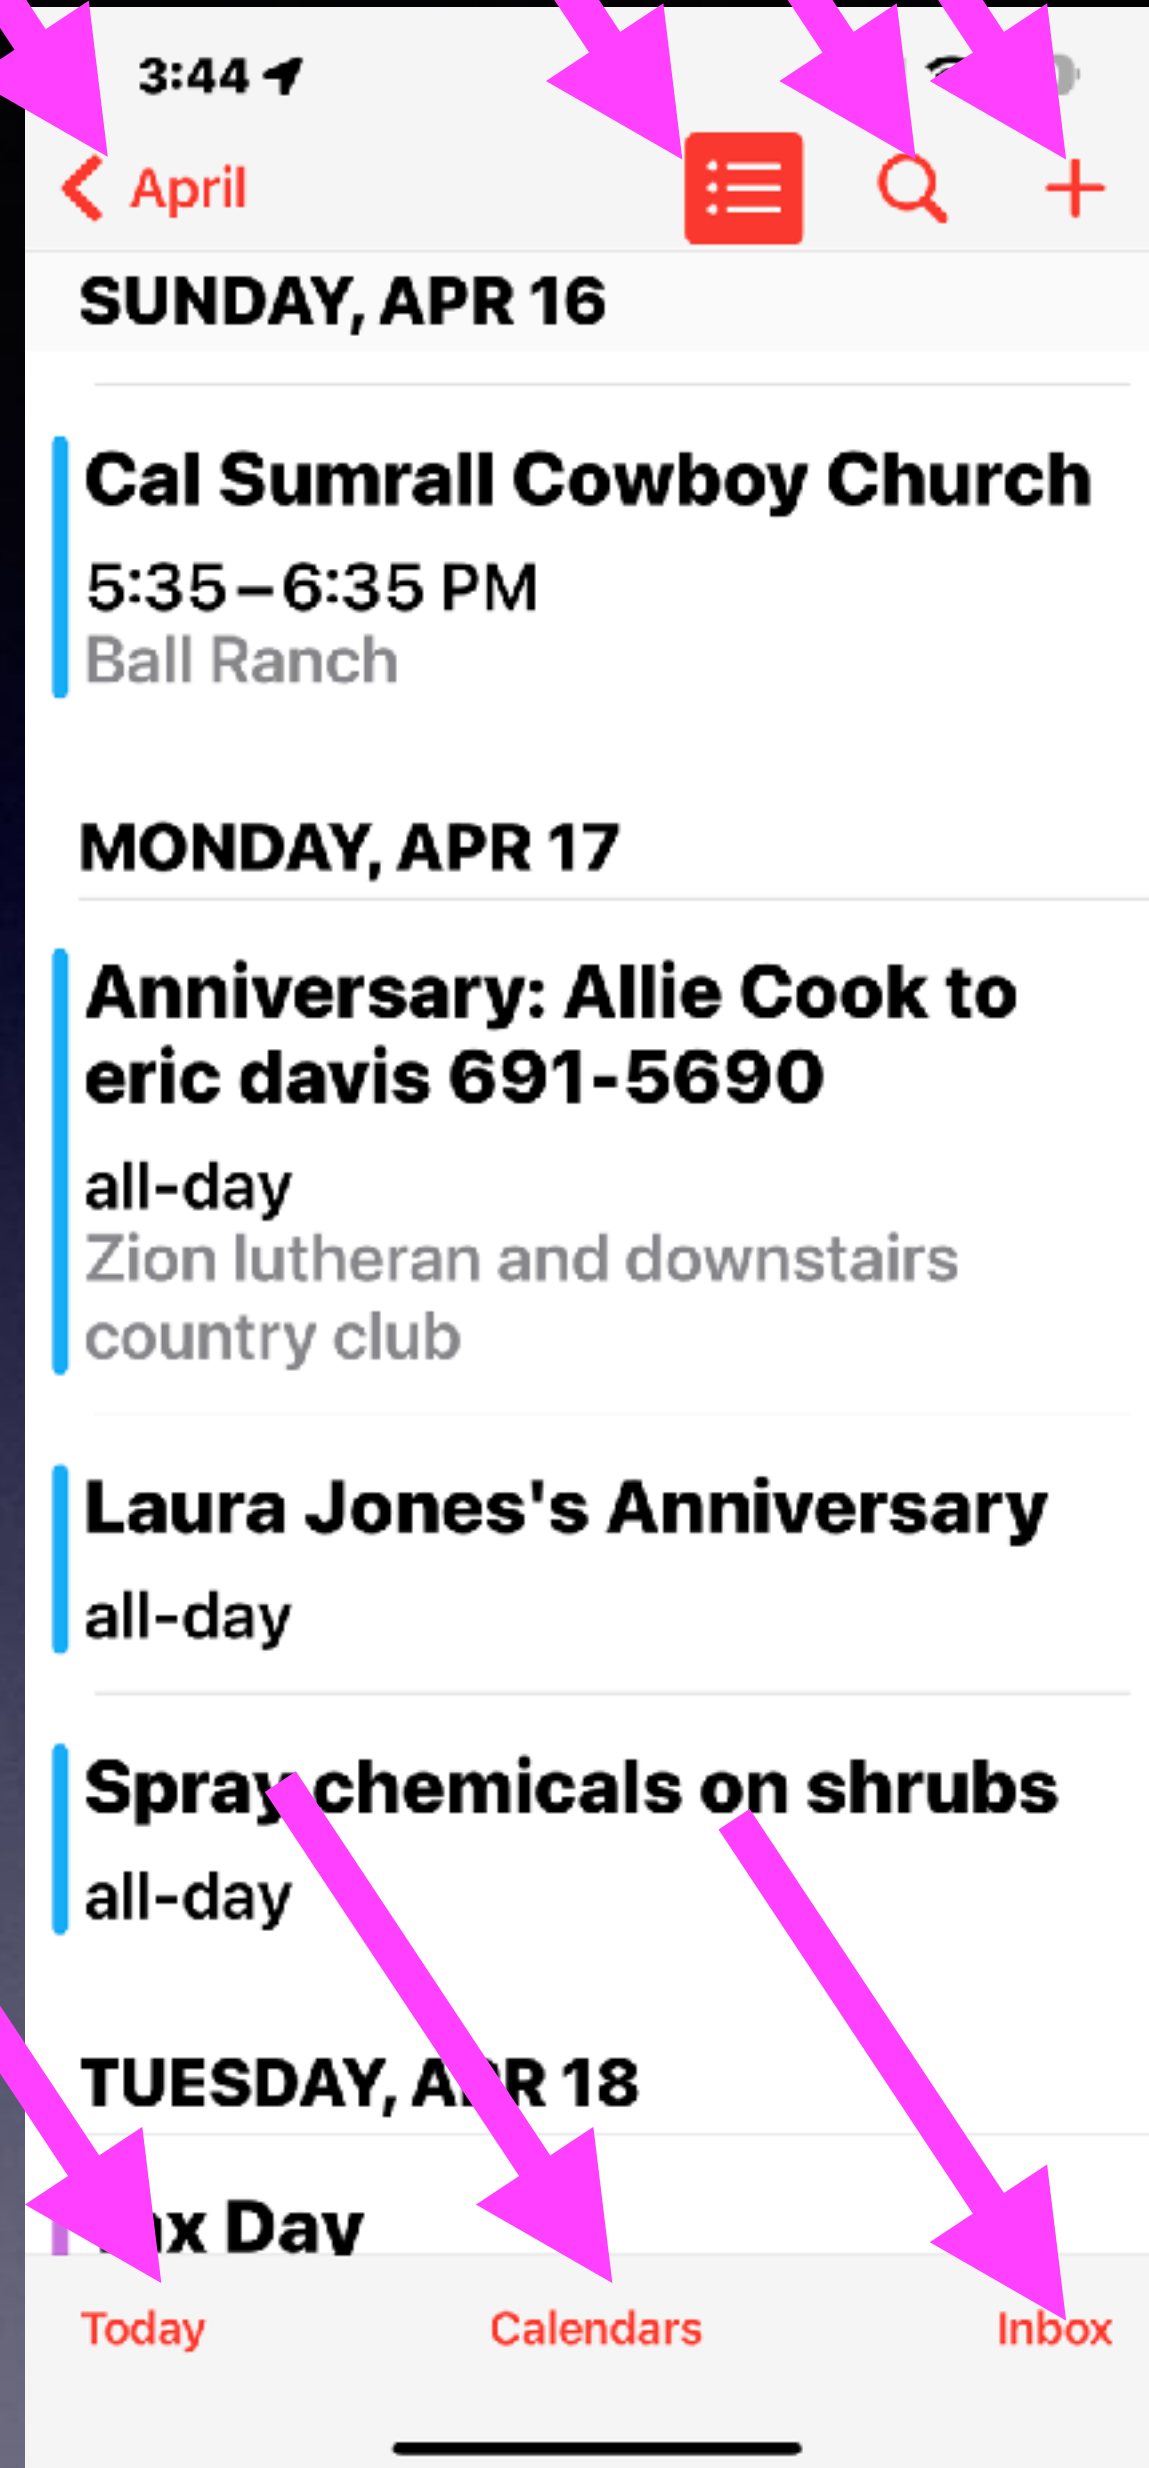 3:44
April
SUNDAY, APR 16
Cal Sumrall Cowboy Church
5:35–6:35 PM
Ball Ranch
MONDAY, APR 17
Anniversary: Allie Cook to
eric davis 691-5690
all-day
Zion lutheran and downstairs
country club
Laura Jones's Anniversary
all-day
Spray chemicals on shrubs
all-day
TUESDAY, APR 18
Day
Today
Calendars
Inbox